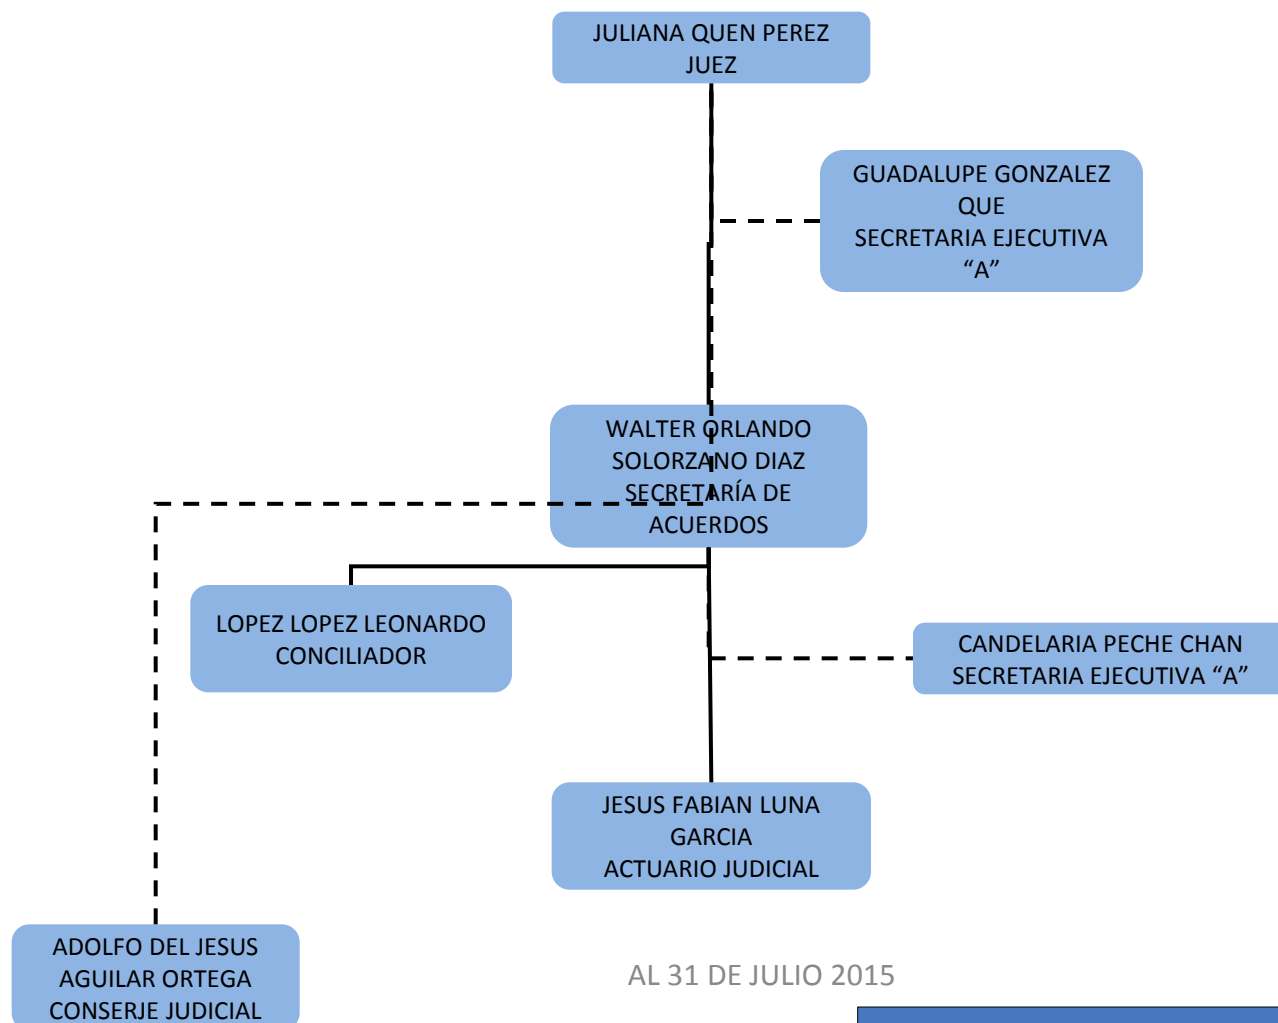 JULIANA QUEN PEREZ
JUEZ
GUADALUPE GONZALEZ
QUE
SECRETARIA EJECUTIVA
“A”
WALTER ORLANDO
SOLORZANO DIAZ
SECRETARÍA DE
ACUERDOS
LOPEZ LOPEZ LEONARDO
CONCILIADOR
CANDELARIA PECHE CHAN
SECRETARIA EJECUTIVA “A”
JESUS FABIAN LUNA
GARCIA
ACTUARIO JUDICIAL
ADOLFO DEL JESUS
AGUILAR ORTEGA
CONSERJE JUDICIAL
AL 31 DE JULIO 2015